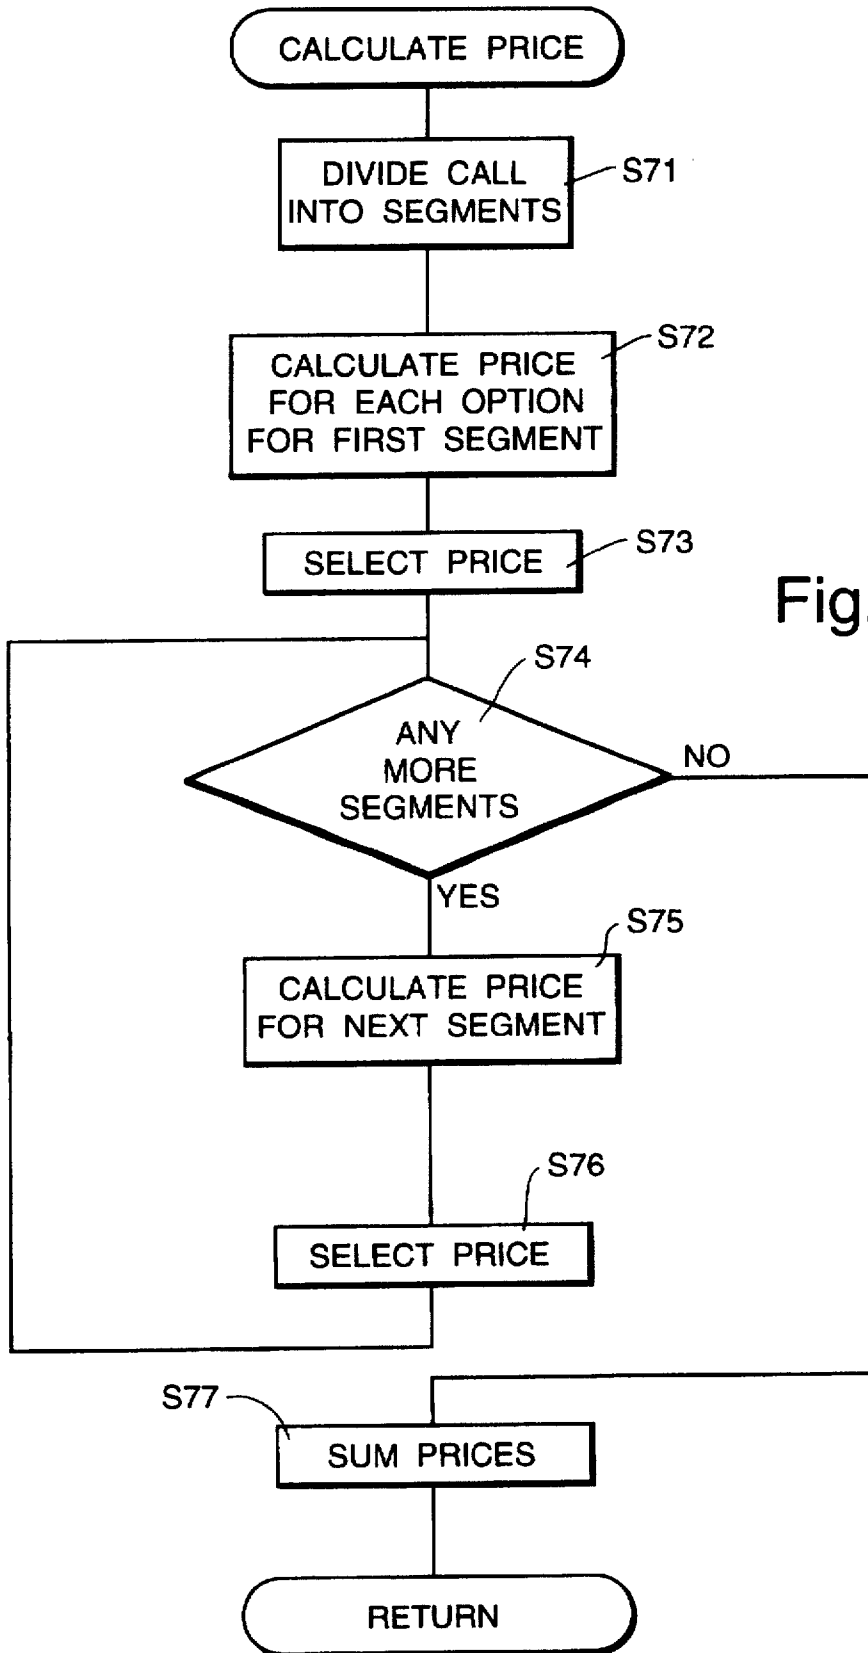 CALCULATE PRICE
DIVIDE CALL
INTO SEGMENTS
S71
CALCULATE PRICE
FOR EACH OPTION
FOR FIRST SEGMENT
S72
SELECT PRICE
S73
Fig.
S74
ANY
MORE
SEGMENTS
NO
YES
S75
CALCULATE PRICE
FOR NEXT SEGMENT
S76
SELECT PRICE
S77
SUM PRICES
RETURN